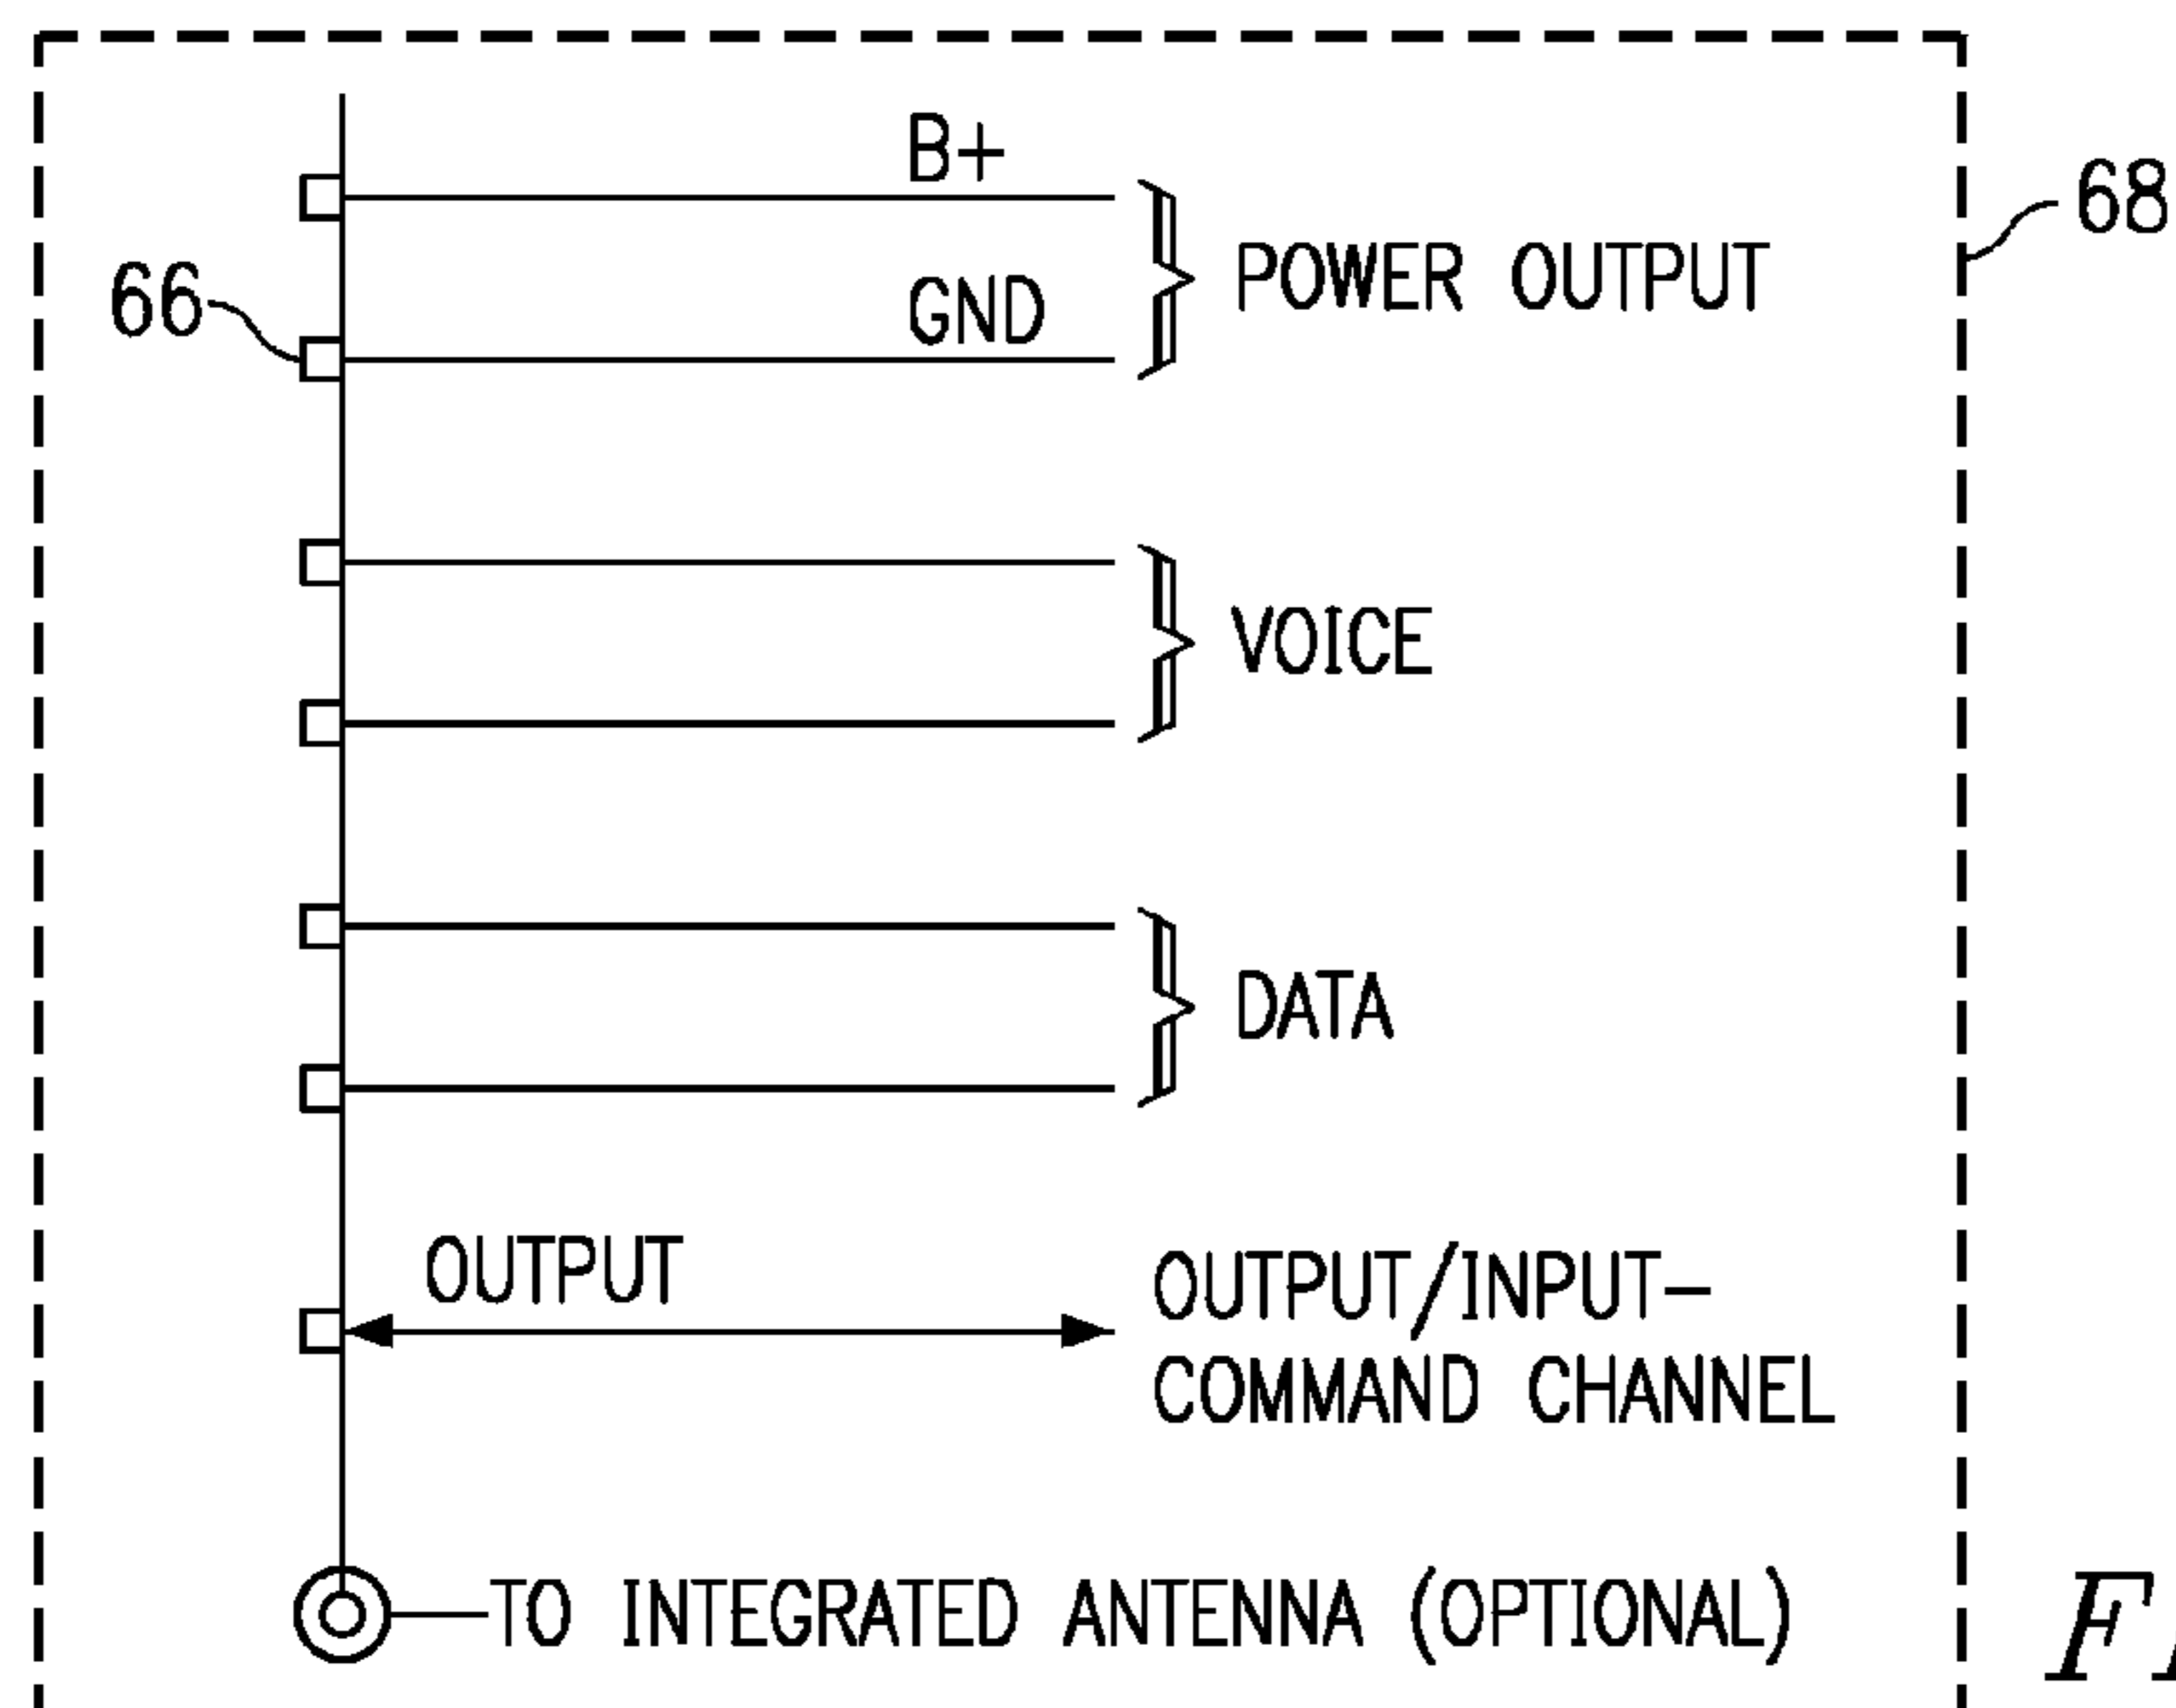 B+
68
POWER OUTPUT
66
GND
VOICE
DATA
OUTPUT
OUTPUT/INPUT-
COMMAND CHANNEL
TO INTEGRATED ANTENNA (OPTIONAL)